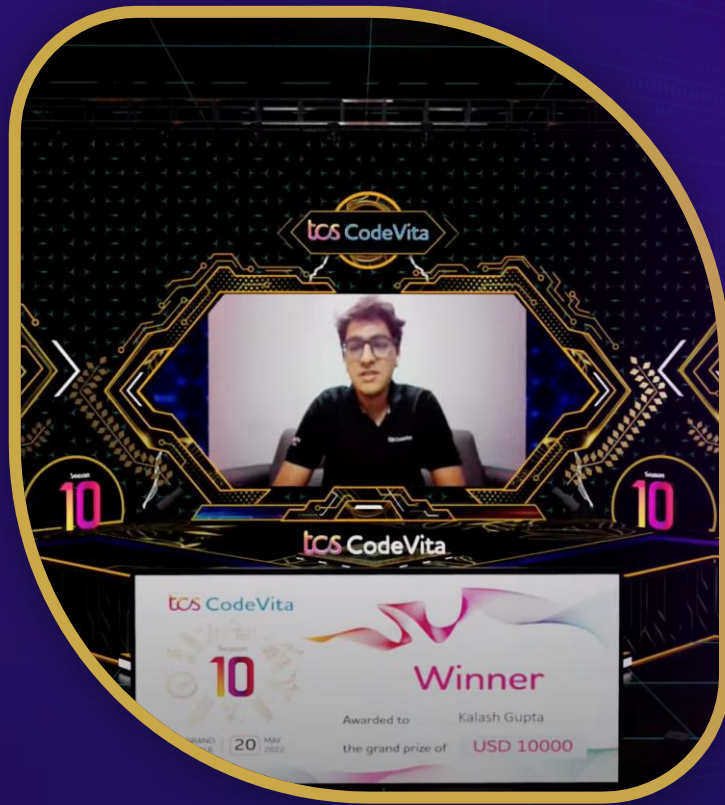 tcs CodeVita
Season
10
Season
10
tcs CodeVita
tcs CodeVita
Season
10
Winner
Awarded to Kalash Gupta
20 MAY 2022
the grand prize of USD 10000